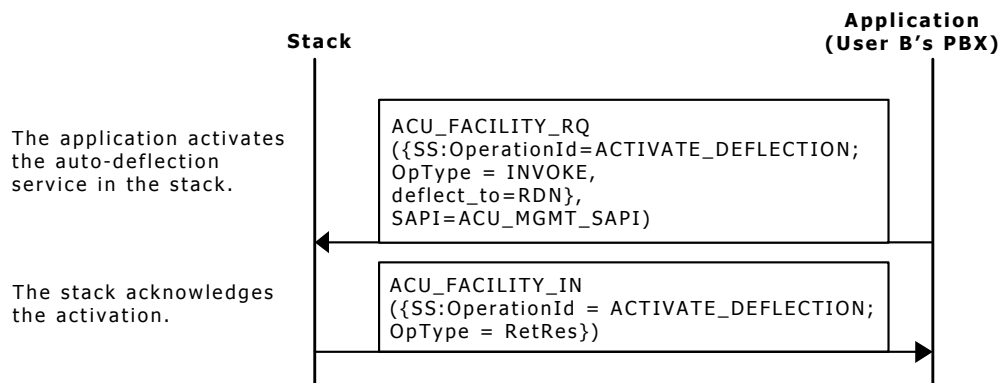 Application
Stack
(User B's PBX)
The application activates
the auto-deflection
service in the stack.
ACU_FACILITY_RQ
({SS:OperationId=ACTIVATE_DEFLECTION;
OpType = INVOKE,
deflect_to=RDN},
SAPI=ACU_MGMT_SAPI)
The stack acknowledges
the activation.
ACU_FACILITY_IN
({SS:OperationId = ACTIVATE_DEFLECTION;
OpType = RetRes})